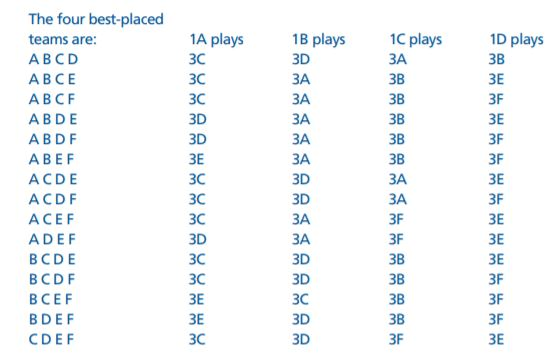 The four best-placed
teams are: 1A plays 1B plays 1C plays 1D plays
A B C D 3C 3D 3A 3B
A B C E 3C 3A 3B 3E
A B C F 3C 3A 3B 3F
A B D E 3D 3A 3B 3E
A B D F 3D 3A 3B 3F
A B E F 3E 3A 3B 3F
A C D E 3C 3D 3A 3E
A C D F 3C 3D 3A 3F
A C E F 3C 3A 3F 3E
A D E F 3D 3A 3F 3E
B C D E 3C 3D 3B 3E
B C D F 3C 3D 3B 3F
B C E F 3E 3C 3B 3F
B D E F 3E 3D 3B 3F
C D E F 3C 3D 3F 3E